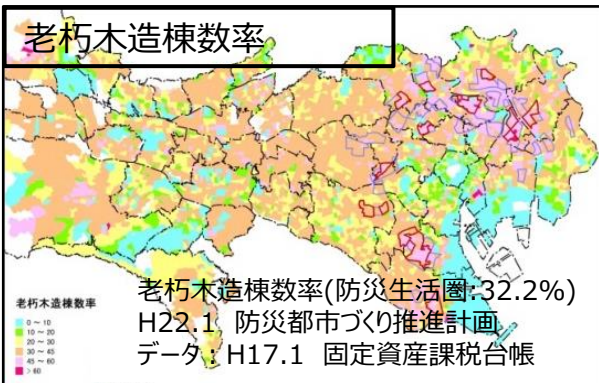 老朽木造棟数率
老朽木造棟数率(防災生活圏:32.2%)
H22.1 防災都市づくり推進計画
データ：H17.1 固定資産課税台帳
老朽木造棟数率
0 ～ 10
10 ～ 20
20 ～ 30
30 ～ 45
45 ～ 60
> 60